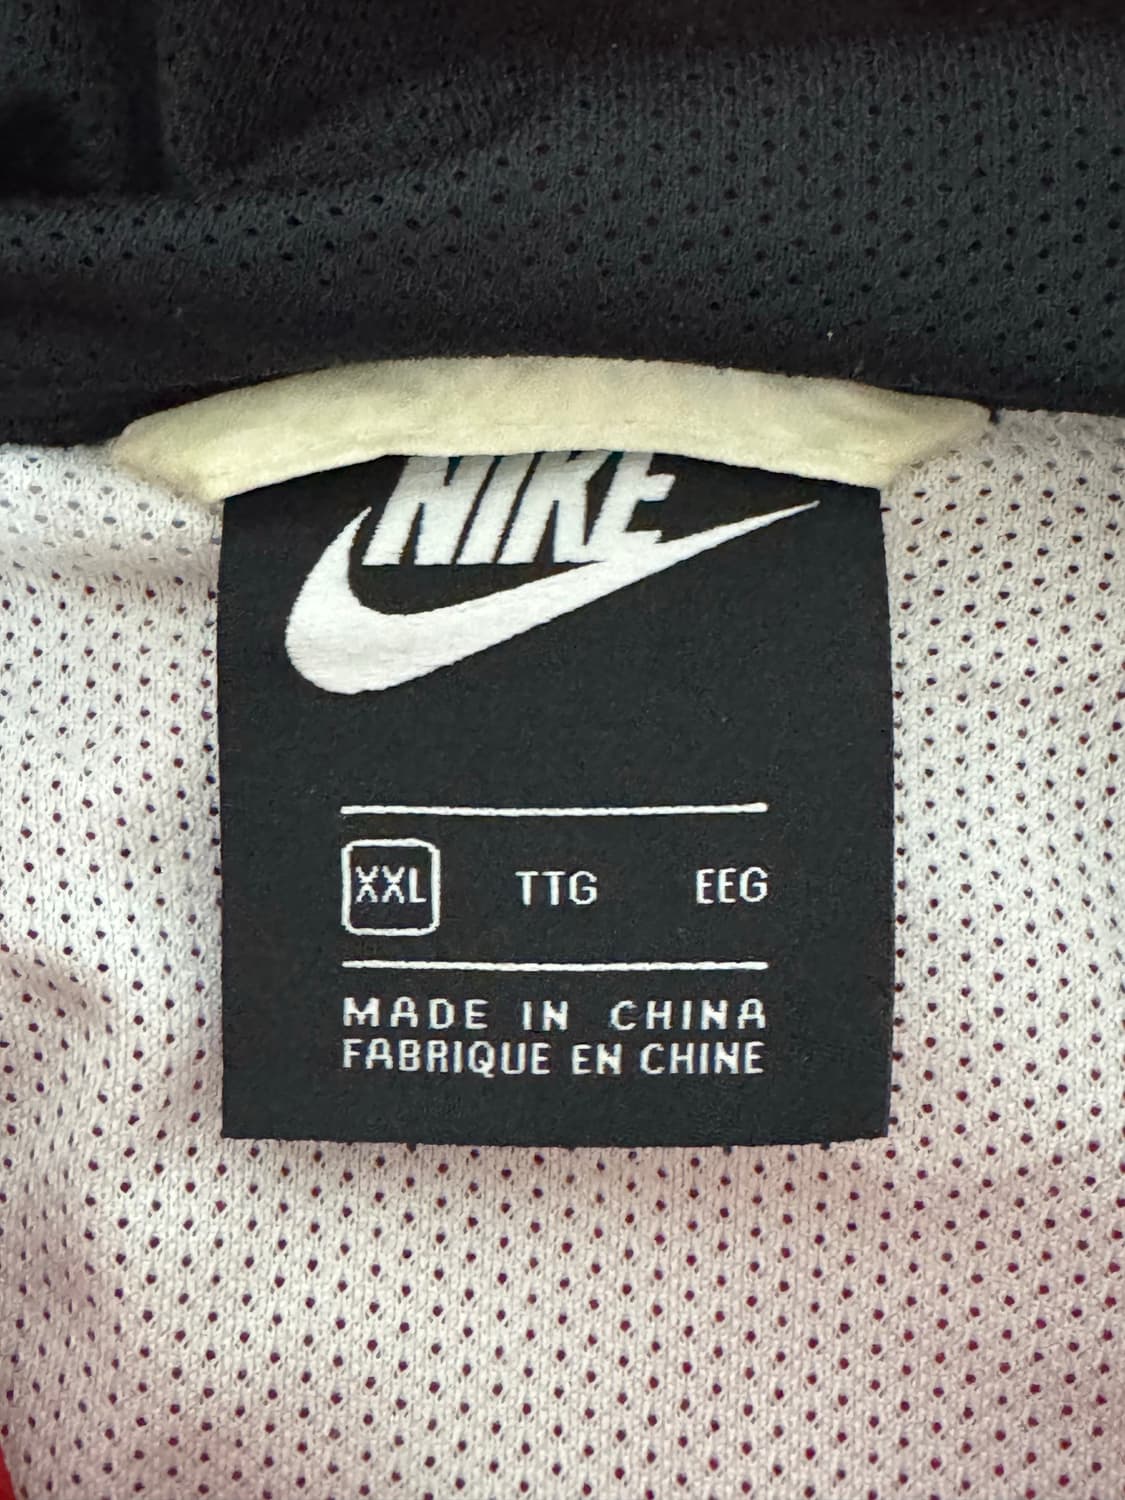 NIKE
XXL TTG EEG
MADE IN CHINA
FABRIQUE EN CHINE